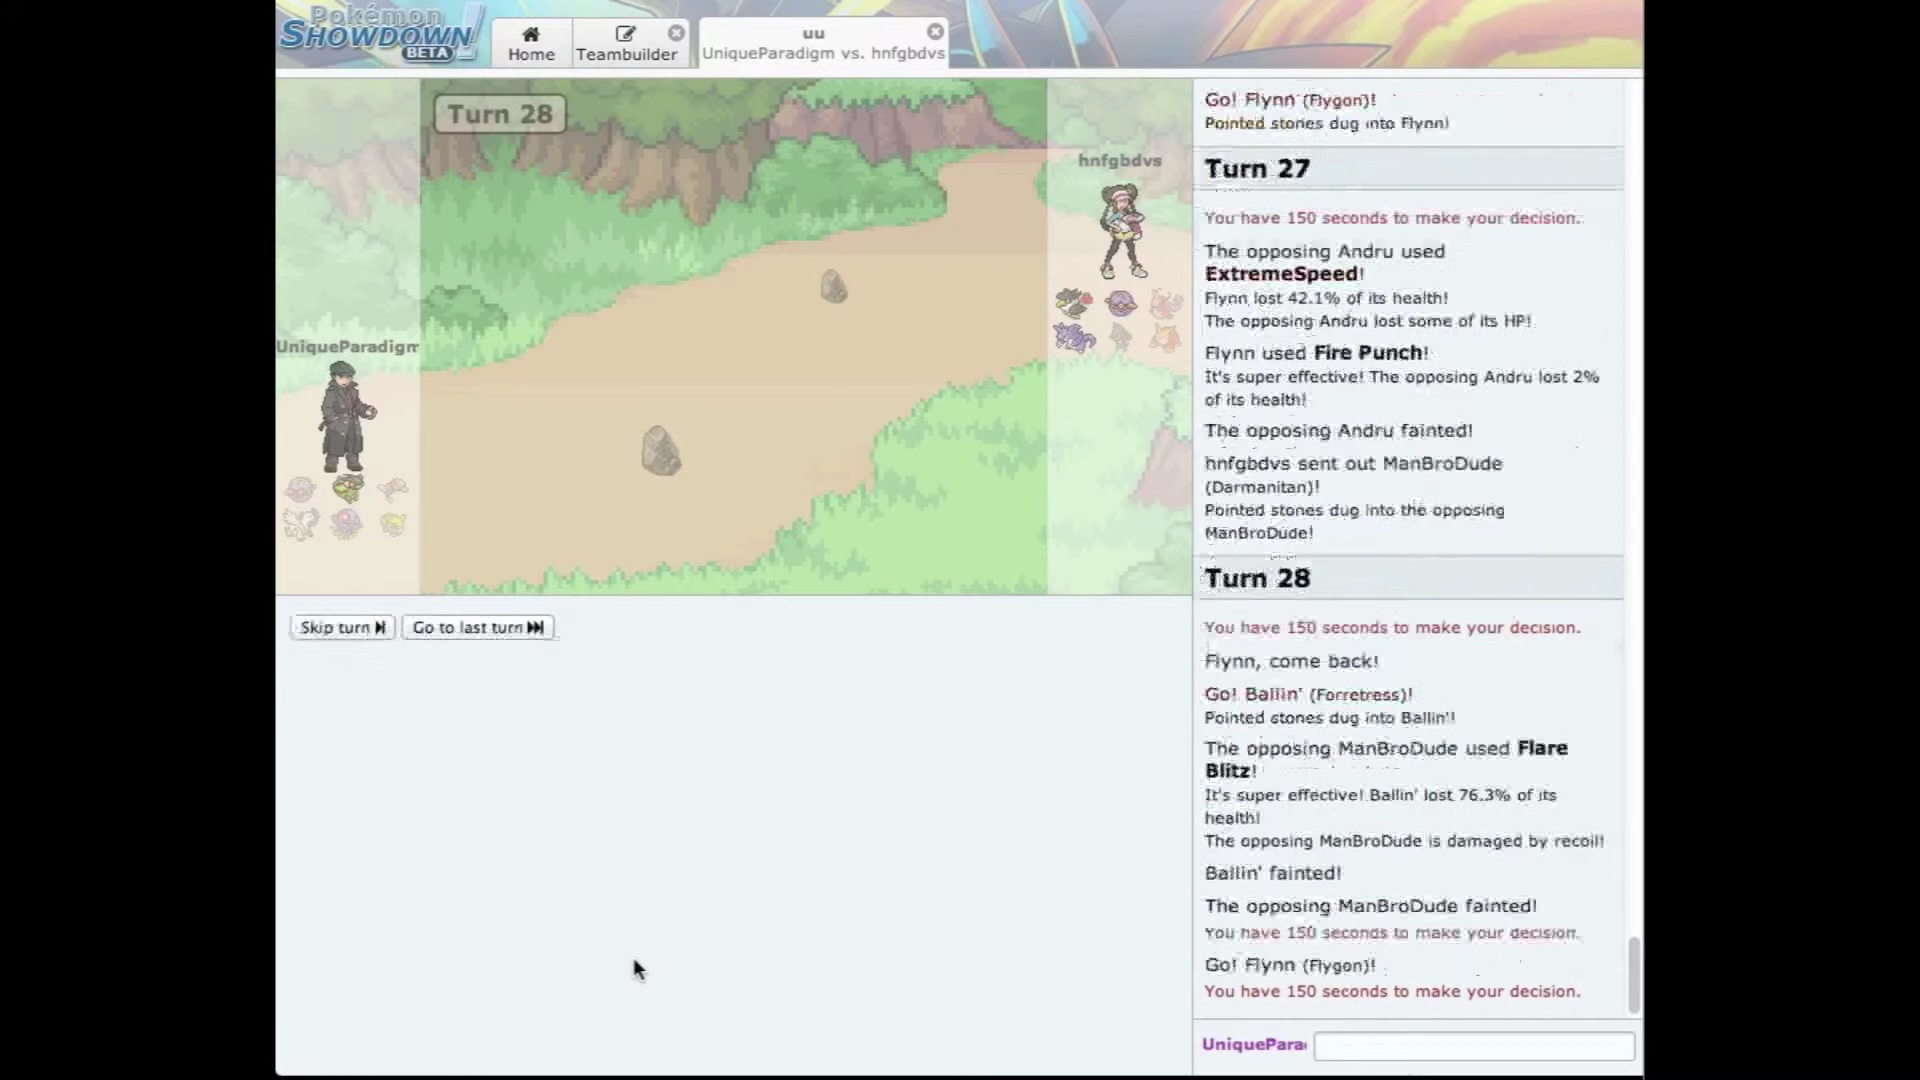 Pokémon
SHOWDOWN!
BETA
Home
Teambuilder
uu
UniqueParadigm vs. hnfgbdvs
Turn 28
hnfgbdvs
UniqueParadigm
Skip turn
Go to last turn
Go! Flynn (Flygon)!
Pointed stones dug into Flynn!
Turn 27
You have 150 seconds to make your decision.
The opposing Andru used
ExtremeSpeed!
Flynn lost 42.1% of its health!
The opposing Andru lost some of its HP!
Flynn used Fire Punch!
It's super effective! The opposing Andru lost 2%
of its health!
The opposing Andru fainted!
hnfgbdvs sent out ManBroDude
(Darmanitan)!
Pointed stones dug into the opposing
ManBroDude!
Turn 28
You have 150 seconds to make your decision.
Flynn, come back!
Go! Ballin' (Forretress)!
Pointed stones dug into Ballin'!
The opposing ManBroDude used Flare
Blitz!
It's super effective! Ballin' lost 76.3% of its
health!
The opposing ManBroDude is damaged by recoil!
Ballin' fainted!
The opposing ManBroDude fainted!
You have 150 seconds to make your decision.
Go! Flynn (Flygon)!
You have 150 seconds to make your decision.
UniquePara